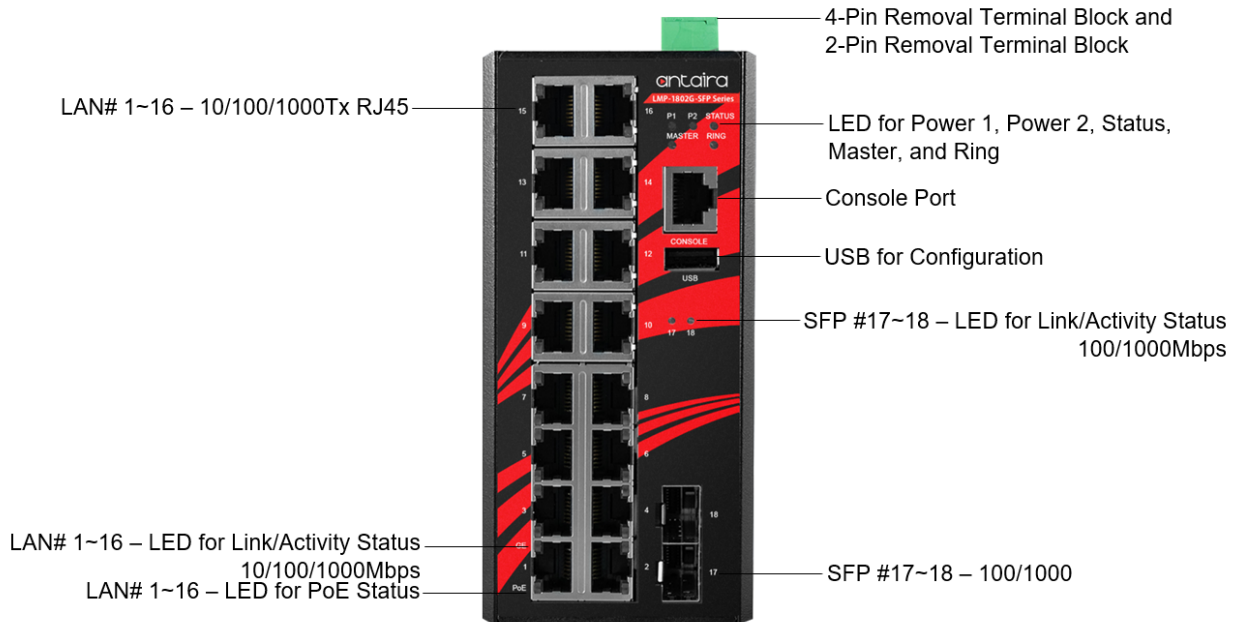 4-Pin Removal Terminal Block and
2-Pin Removal Terminal Block
antaira
LMP-1802G-SFP Series
LAN# 1~16 – 10/100/1000Tx RJ45
15
16
P1 P2 STATUS
MASTER RING
LED for Power 1, Power 2, Status,
Master, and Ring
13
14
Console Port
CONSOLE
11
12
USB for Configuration
USB
9
10
17 18
SFP #17~18 – LED for Link/Activity Status
100/1000Mbps
7
8
5
6
3
4
18
LAN# 1~16 – LED for Link/Activity Status
10/100/1000Mbps
GE
1
2
17
SFP #17~18 – 100/1000
LAN# 1~16 – LED for PoE Status
PoE